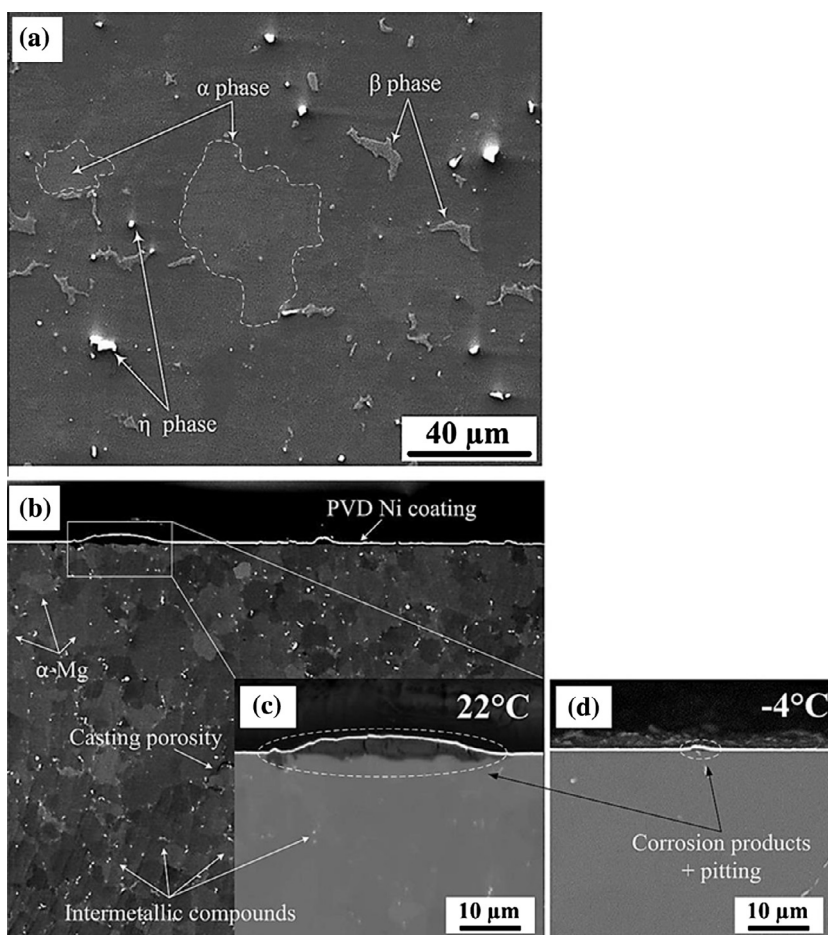 (a)
α phase
β phase
η phase
40 µm
(b)
PVD Ni coating
α-Mg
Casting porosity
Intermetallic compounds
(c)
22°C
10 µm
(d)
-4°C
Corrosion products
+ pitting
10 µm